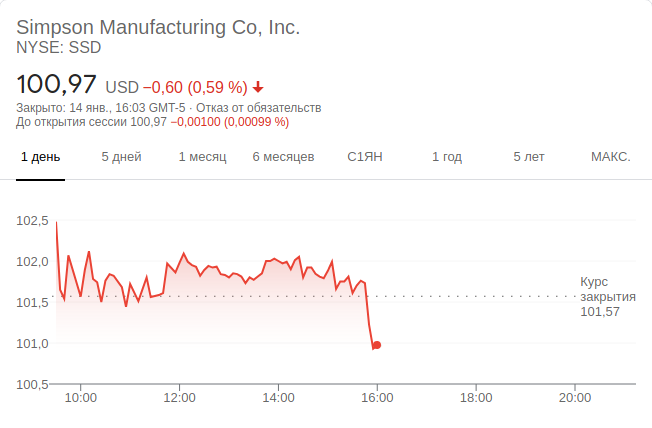 Simpson Manufacturing Co, Inc.
NYSE: SSD
100,97 USD −0,60 (0,59 %)
Закрыто: 14 янв., 16:03 GMT-5 · Отказ от обязательств
До открытия сессии 100,97 −0,00100 (0,00099 %)
1 день 5 дней 1 месяц 6 месяцев С1ЯН 1 год 5 лет МАКС.
102,5
102,0
101,5
101,0
100,5
Курс
закрытия
101,57
10:00 12:00 14:00 16:00 18:00 20:00